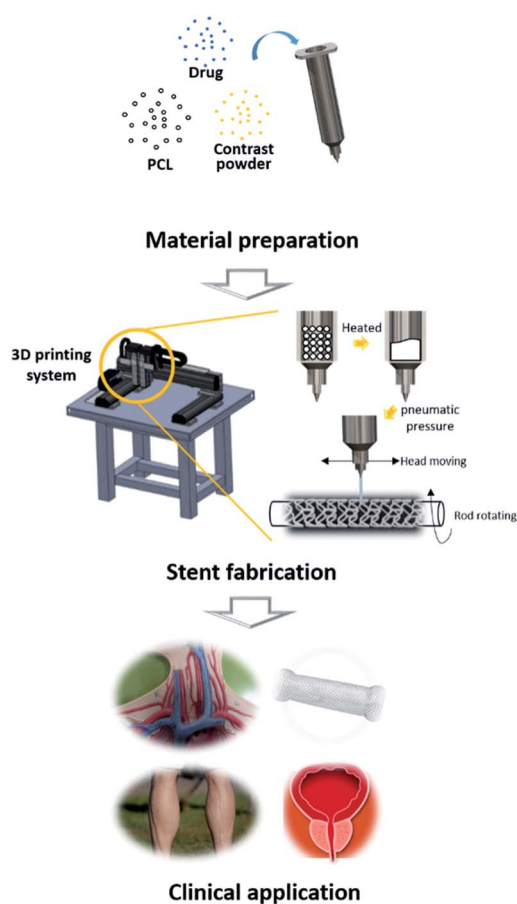 Drug
PCL
Contrast
powder
Material preparation
3D printing
system
Heated
pneumatic
pressure
Head moving
Rod rotating
Stent fabrication
Clinical application